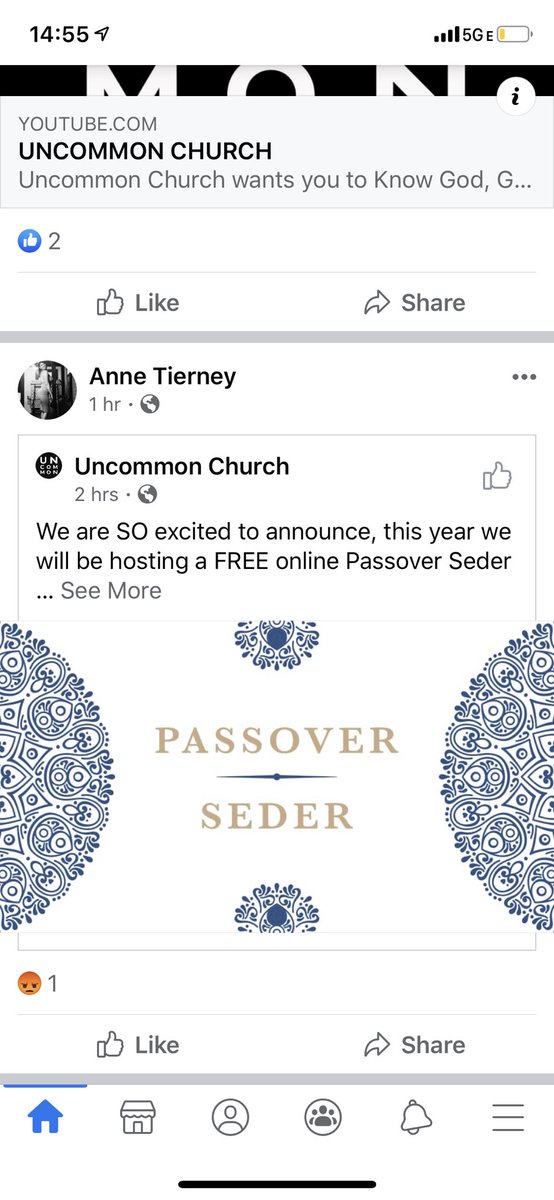 14:55
5GE
MON
YOUTUBE.COM
UNCOMMON CHURCH
Uncommon Church wants you to Know God, G...
2
Like
Share
Anne Tierney
1 hr ·
UN
COM
MON
Uncommon Church
2 hrs ·
We are SO excited to announce, this year we
will be hosting a FREE online Passover Seder
... See More
PASSOVER
SEDER
1
Like
Share